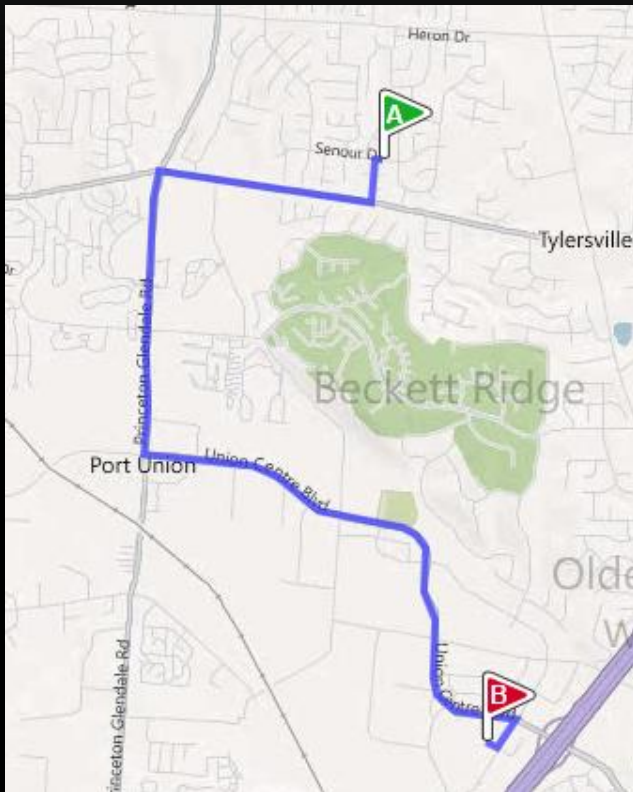 Heron Dr
A
Senour D
Tylersville
Dr
Princeton Glendale Rd
Beckett Ridge
Port Union
Union Centre Blvd
Olde
W
Princeton Glendale Rd
Union Centre
B